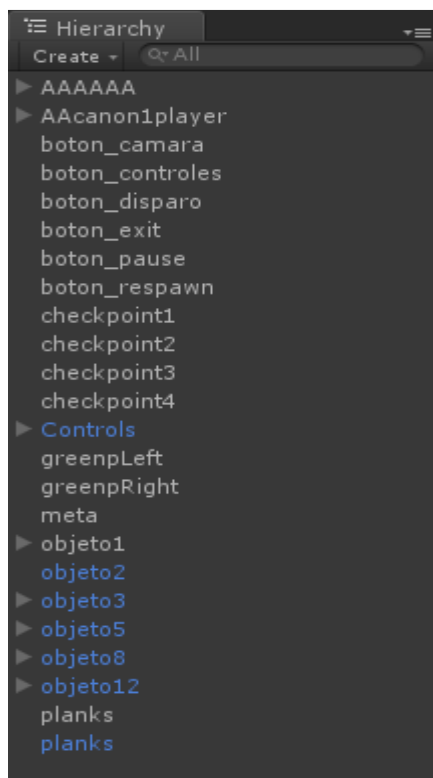 Hierarchy
Create All
AAAAAA
AAcanon1player
boton_camara
boton_controles
boton_disparo
boton_exit
boton_pause
boton_respawn
checkpoint1
checkpoint2
checkpoint3
checkpoint4
Controls
greenpLeft
greenpRight
meta
objeto1
objeto2
objeto3
objeto5
objeto8
objeto12
planks
planks